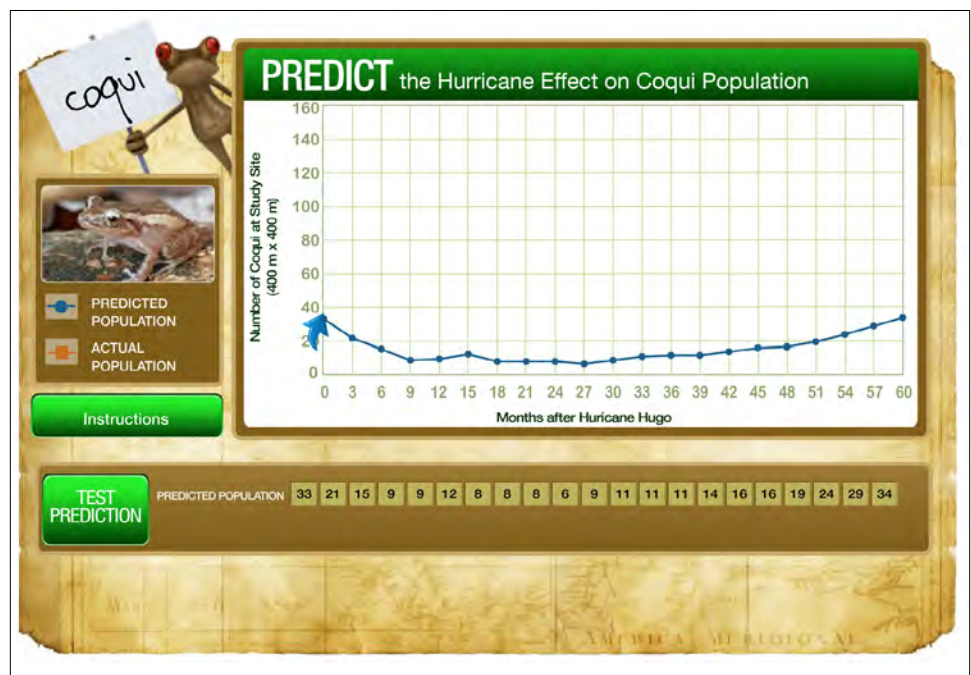 coqui
PREDICT the Hurricane Effect on Coqui Population
Number of Coqui at Study Site
(400 m x 400 m)
160
140
120
100
80
60
40
20
0
0 3 6 9 12 15 18 21 24 27 30 33 36 39 42 45 48 51 54 57 60
Months after Huricane Hugo
PREDICTED
POPULATION
ACTUAL
POPULATION
Instructions
TEST
PREDICTION
PREDICTED POPULATION 33 21 15 9 9 12 8 8 8 6 9 11 11 11 14 16 16 19 24 29 34
AMERICA MERIDIONAL